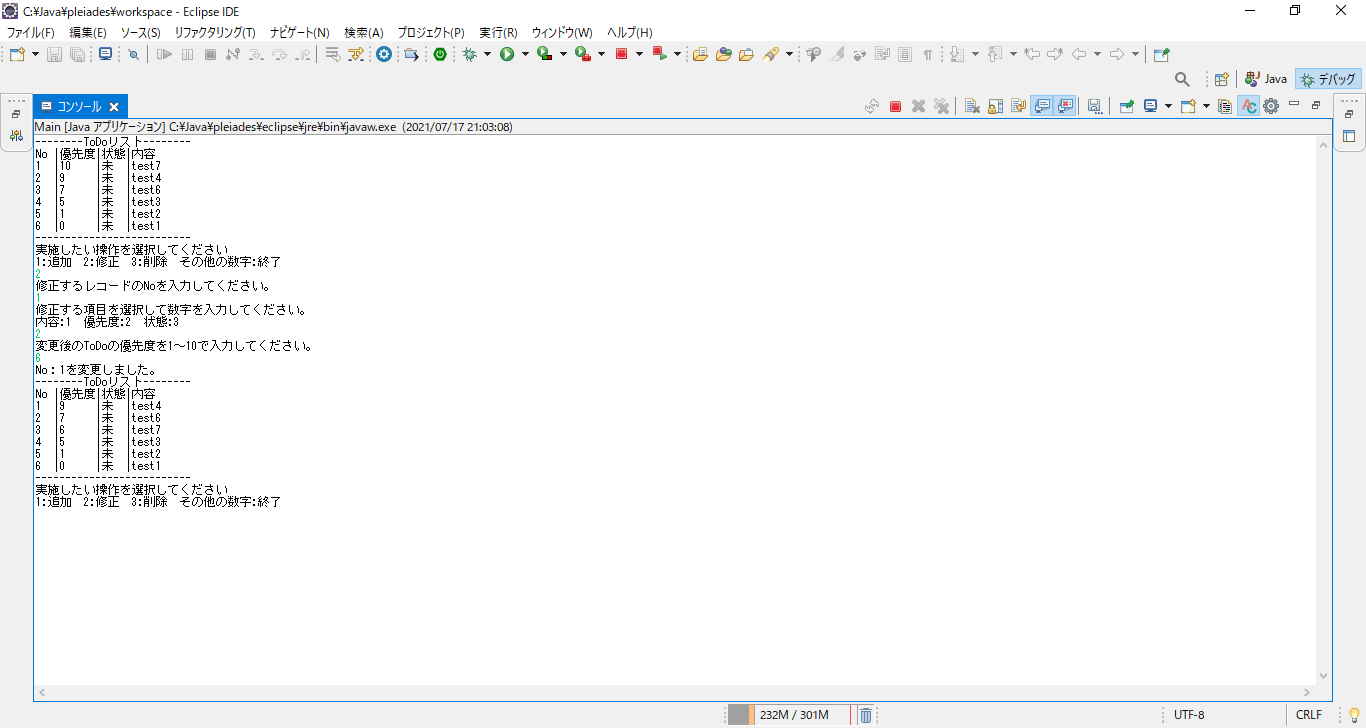 C:¥Java¥pleiades¥workspace - Eclipse IDE
ファイル(F) 編集(E) ソース(S) リファクタリング(T) ナビゲート(N) 検索(A) プロジェクト(P) 実行(R) ウィンドウ(W) ヘルプ(H)
Java デバッグ
コンソール
Main [Java アプリケーション] C:¥Java¥pleiades¥eclipse¥jre¥bin¥javaw.exe (2021/07/17 21:03:08)
--------ToDoリスト--------
No |優先度|状態|内容
1 |10 |未 |test7
2 |9 |未 |test4
3 |7 |未 |test6
4 |5 |未 |test3
5 |1 |未 |test2
6 |0 |未 |test1
--------------------------
実施したい操作を選択してください
1:追加 2:修正 3:削除 その他の数字:終了
2
修正するレコードのNoを入力してください。
1
修正する項目を選択して数字を入力してください。
内容:1 優先度:2 状態:3
2
変更後のToDoの優先度を1～10で入力してください。
6
No：1を変更しました。
--------ToDoリスト--------
No |優先度|状態|内容
1 |9 |未 |test4
2 |7 |未 |test6
3 |6 |未 |test7
4 |5 |未 |test3
5 |1 |未 |test2
6 |0 |未 |test1
--------------------------
実施したい操作を選択してください
1:追加 2:修正 3:削除 その他の数字:終了
232M / 301M UTF-8 CRLF